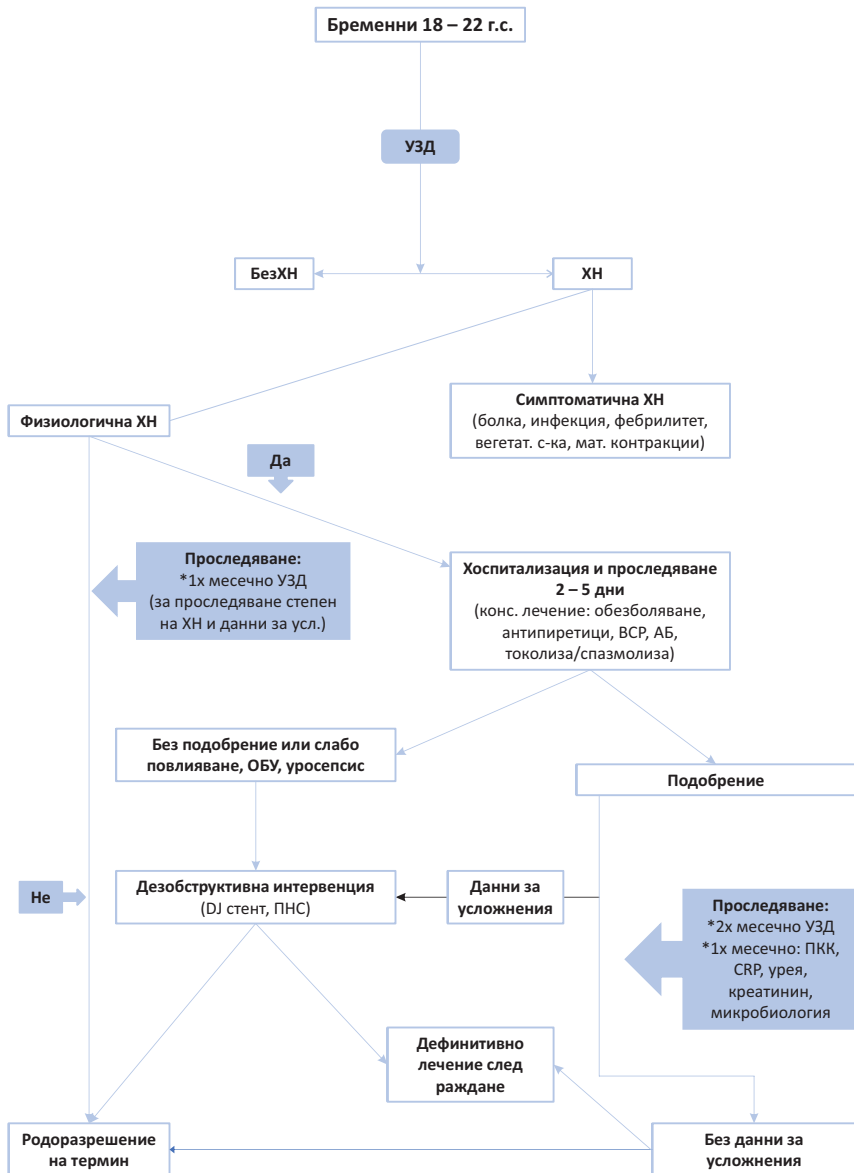 Бременни 18 – 22 г.с.
УЗД
БезХН
ХН
Физиологична ХН
Симптоматична ХН
(болка, инфекция, фебрилитет,
вегетат. с-ка, мат. контракции)
Да
Проследяване:
*1x месечно УЗД
(за проследяване степен
на ХН и данни за усл.)
Хоспитализация и проследяване
2 – 5 дни
(конс. лечение: обезболяване,
антипиретици, ВСР, АБ,
токолиза/спазмолиза)
Без подобрение или слабо
повлияване, ОБУ, уросепсис
Подобрение
Не
Дезобструктивна интервенция
(DJ стент, ПНС)
Данни за
усложнения
Проследяване:
*2x месечно УЗД
*1x месечно: ПКК,
CRP, урея,
креатинин,
микробиология
Дефинитивно
лечение след
раждане
Родоразрешение
на термин
Без данни за
усложнения